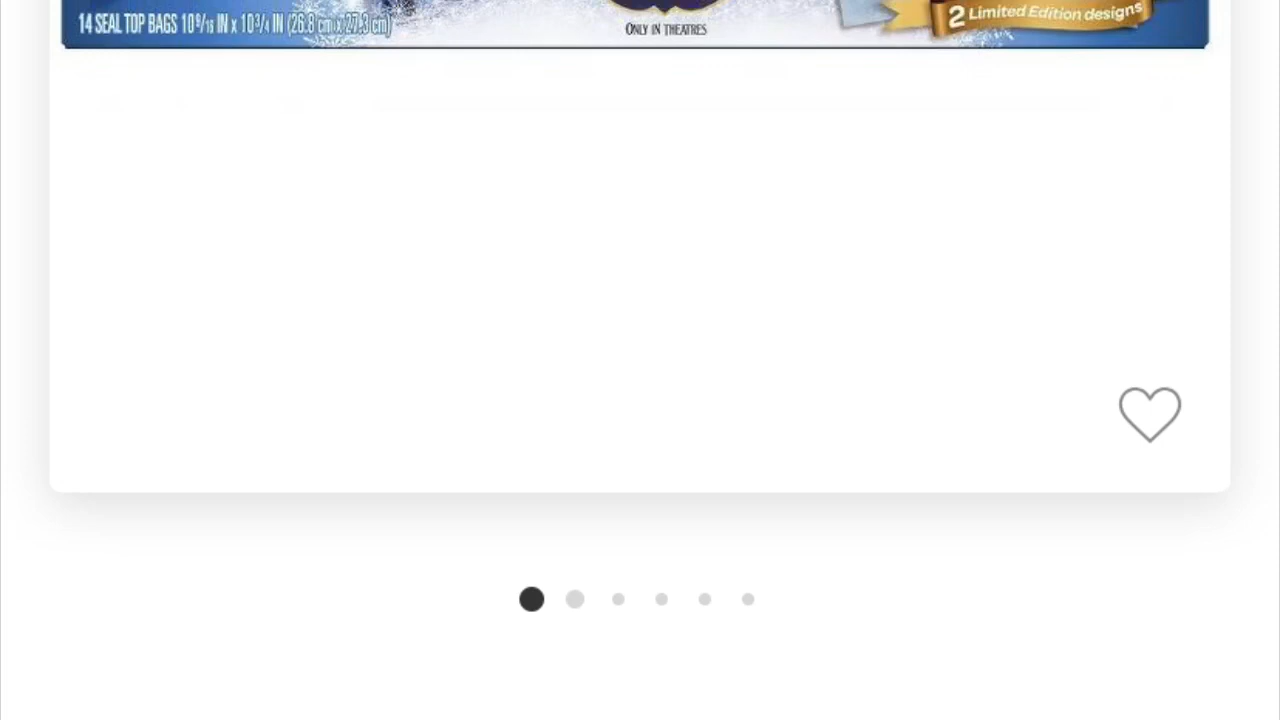 14 SEAL TOP BAGS 10 9/16 IN x 10 3/4 IN (26.8 cm x 27.3 cm)
ONLY IN THEATRES
2 Limited Edition designs